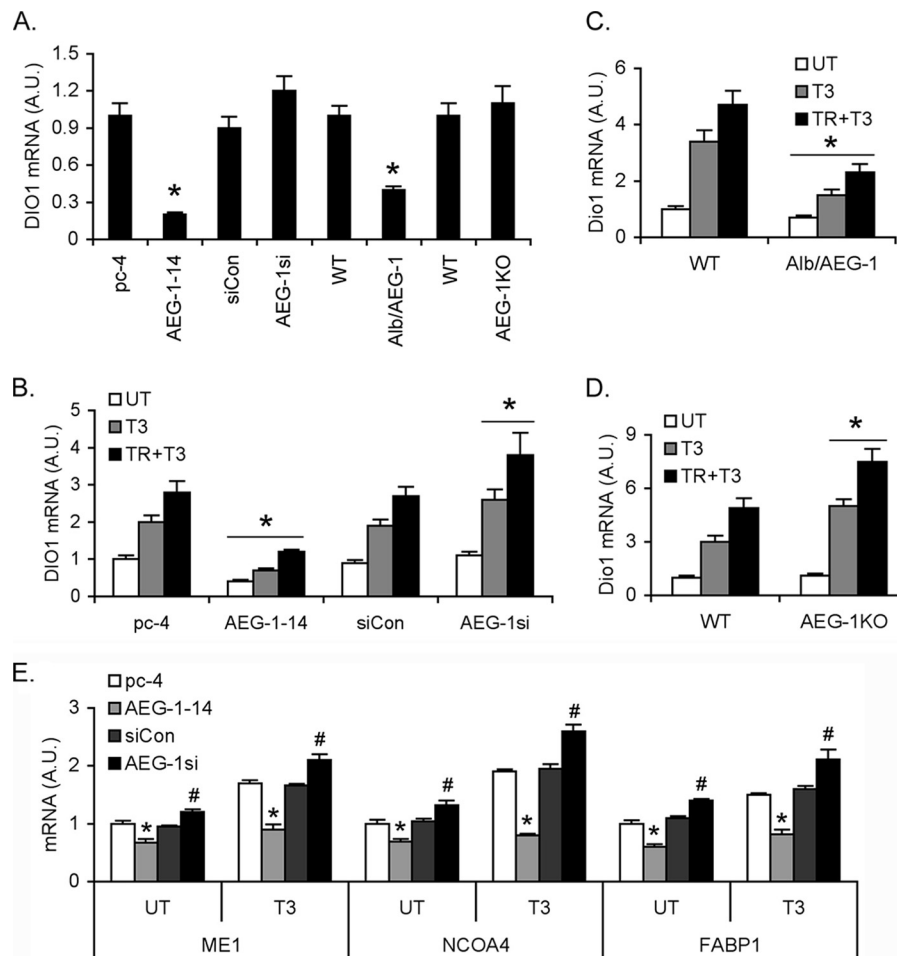 A.
DIO1 mRNA (A.U.)
1.5
1.2
0.9
0.6
0.3
0
*
*
pc-4
AEG-1-14
siCon
AEG-1si
WT
Alb/AEG-1
WT
AEG-1KO
C.
Dio1 mRNA (A.U.)
6
4
2
0
UT
T3
TR+T3
*
WT Alb/AEG-1
B.
DIO1 mRNA (A.U.)
5
4
3
2
1
0
UT
T3
TR+T3
*
*
pc-4 AEG-1-14 siCon AEG-1si
D.
Dio1 mRNA (A.U.)
9
6
3
0
UT
T3
TR+T3
*
WT AEG-1KO
E.
mRNA (A.U.)
3
2
1
0
pc-4
AEG-1-14
siCon
AEG-1si
* # * # * # * # * # * #
UT T3 UT T3 UT T3
ME1 NCOA4 FABP1